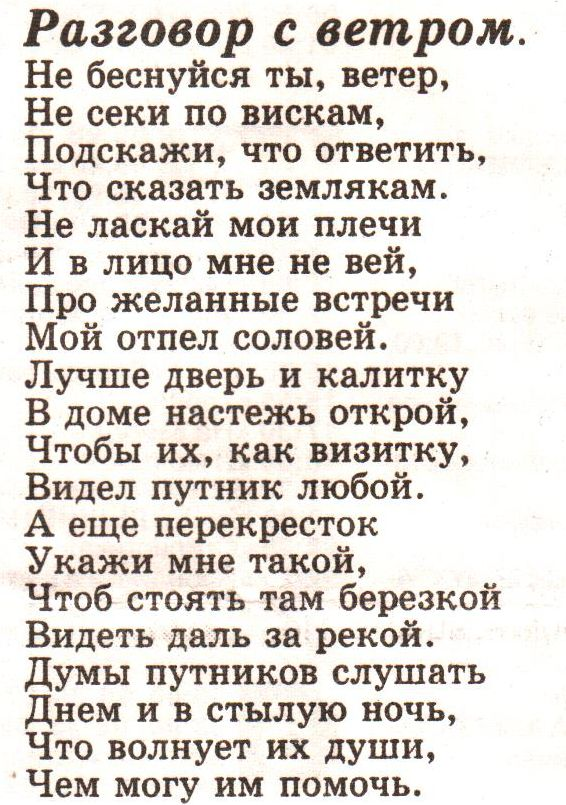 Разговор с ветром.
Не беснуйся ты, ветер,
Не секи по вискам,
Подскажи, что ответить,
Что сказать землякам.
Не ласкай мои плечи
И в лицо мне не вей,
Про желанные встречи
Мой отпел соловей.
Лучше дверь и калитку
В доме настежь открой,
Чтобы их, как визитку,
Видел путник любой.
А еще перекресток
Укажи мне такой,
Чтоб стоять там березкой
Видеть даль за рекой.
Думы путников слушать
Днем и в стылую ночь,
Что волнует их души,
Чем могу им помочь.